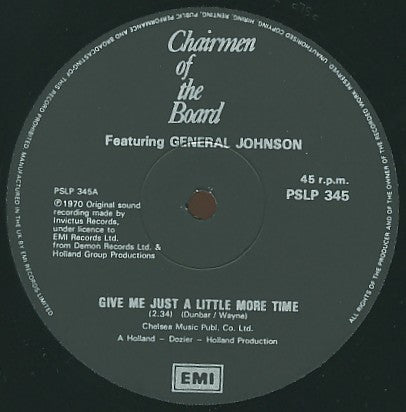 Chairmen
of
the
Board
Featuring GENERAL JOHNSON
PSLP 345A
45 r.p.m.
PSLP 345
℗1970 Original sound
recording made by
Invictus Records,
under licence to
EMI Records Ltd.
from Demon Records Ltd. &
Holland Group Productions
GIVE ME JUST A LITTLE MORE TIME
(2.34) (Dunbar / Wayne)
Chelsea Music Publ. Co. Ltd.
A Holland - Dozier - Holland Production
EMI
ALL RIGHTS OF THE PRODUCER AND OF THE OWNER OF THE RECORDED WORK RESERVED. UNAUTHORISED COPYING, HIRING, RENTING, PUBLIC PERFORMANCE AND BROADCASTING OF THIS RECORD PROHIBITED. MANUFACTURED IN THE U.K. BY EMI RECORDS LIMITED